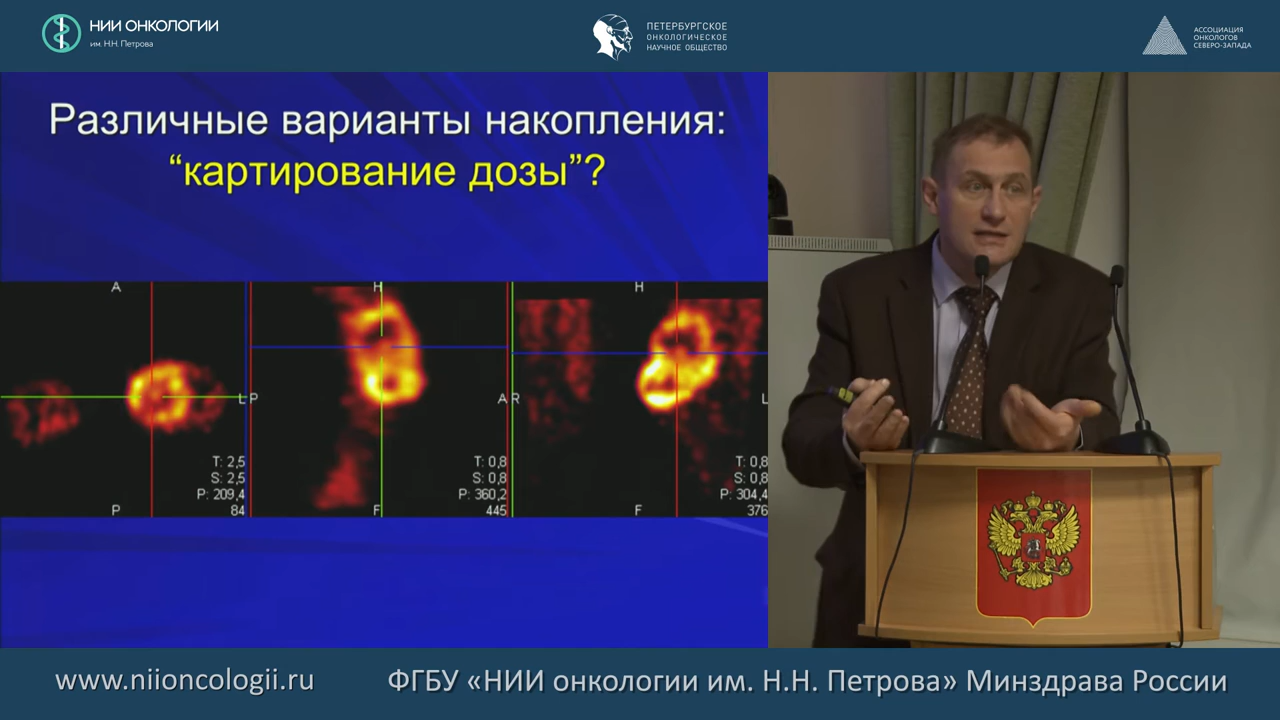 НИИ ОНКОЛОГИИ
им. Н.Н. Петрова
ПЕТЕРБУРГСКОЕ
ОНКОЛОГИЧЕСКОЕ
НАУЧНОЕ ОБЩЕСТВО
АССОЦИАЦИЯ
ОНКОЛОГОВ
СЕВЕРО-ЗАПАДА
Различные варианты накопления:
“картирование дозы”?
A
H
H
L
P
A
R
L
T: 2,5
S: 2,5
P: 209,4
84
T: 0,8
S: 0,8
P: 360,2
445
T: 0,8
S: 0,8
P: 304,4
376
P
F
F
www.niioncologii.ru
ФГБУ «НИИ онкологии им. Н.Н. Петрова» Минздрава России